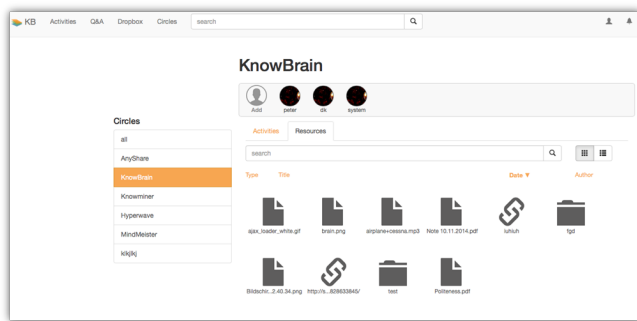 KB Activities Q&A Dropbox Circles search
KnowBrain
Add peter dk system
Circles
all
AnyShare
KnowBrain
Knowminer
Hyperwave
MindMeister
klkjlkj
Activities Resources
search
Type Title Date ▼ Author
ajax_loader_white.gif brain.png airplane+cessna.mp3 Note 10.11.2014.pdf iuhiuh fgd
Bildschir...2.40.34.png http://s...828633845/ test Politeness.pdf